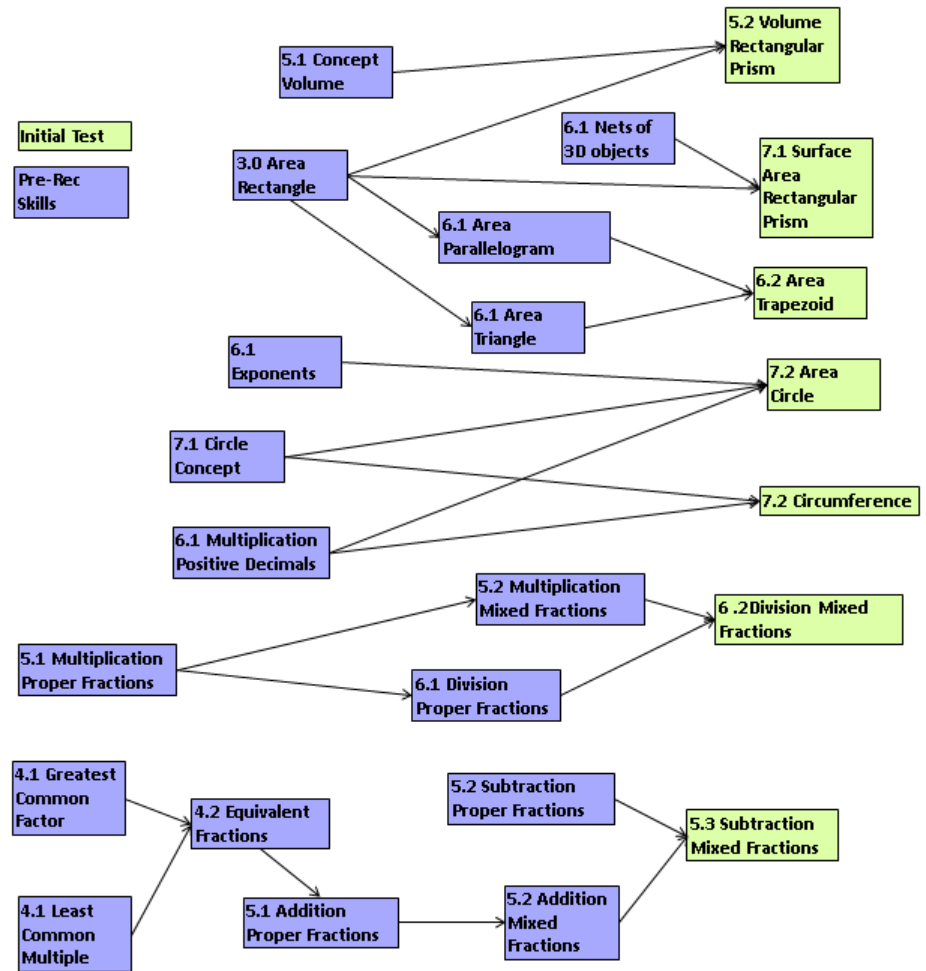 5.2 Volume
Rectangular
Prism
5.1 Concept
Volume
Initial Test
6.1 Nets of
3D objects
7.1 Surface
Area
Rectangular
Prism
3.0 Area
Rectangle
Pre-Rec
Skills
6.1 Area
Parallelogram
6.2 Area
Trapezoid
6.1 Area
Triangle
6.1
Exponents
7.2 Area
Circle
7.1 Circle
Concept
7.2 Circumference
6.1 Multiplication
Positive Decimals
5.2 Multiplication
Mixed Fractions
6 .2Division Mixed
Fractions
5.1 Multiplication
Proper Fractions
6.1 Division
Proper Fractions
4.1 Greatest
Common
Factor
5.2 Subtraction
Proper Fractions
4.2 Equivalent
Fractions
5.3 Subtraction
Mixed Fractions
4.1 Least
Common
Multiple
5.1 Addition
Proper Fractions
5.2 Addition
Mixed
Fractions